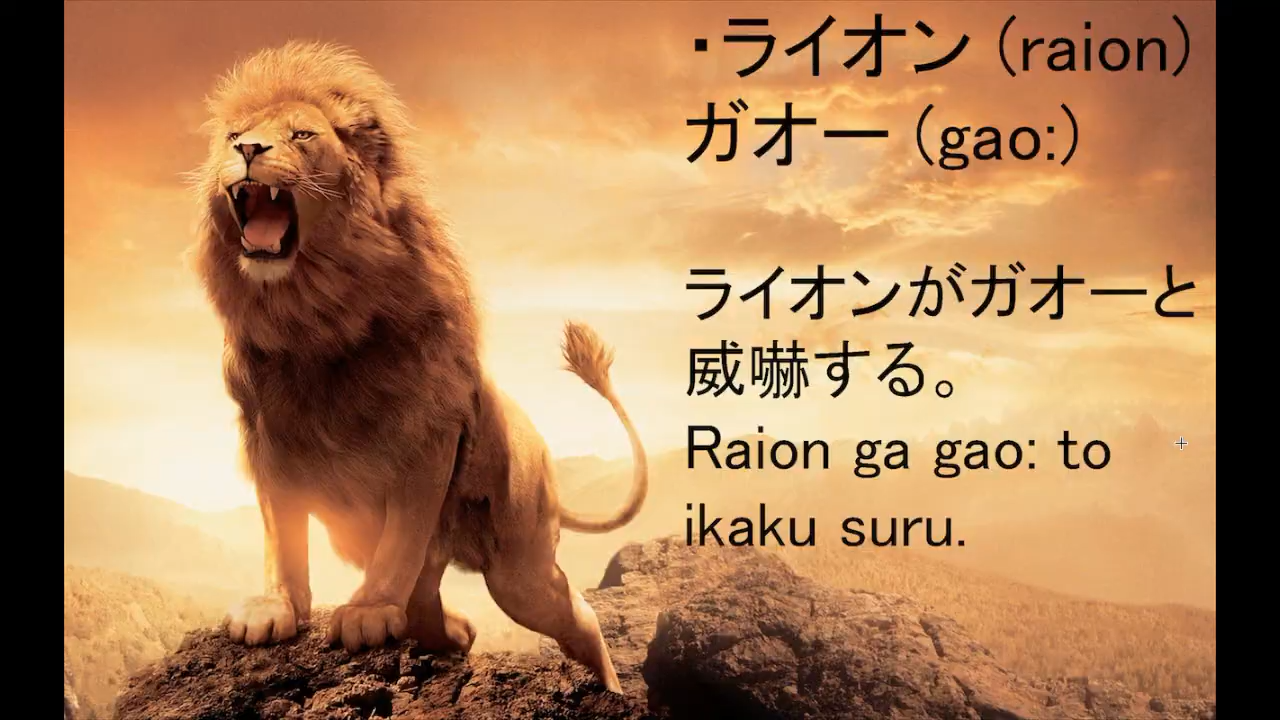 ・ライオン (raion)
ガオー (gao:)
ライオンがガオーと
威嚇する。
Raion ga gao: to
ikaku suru.